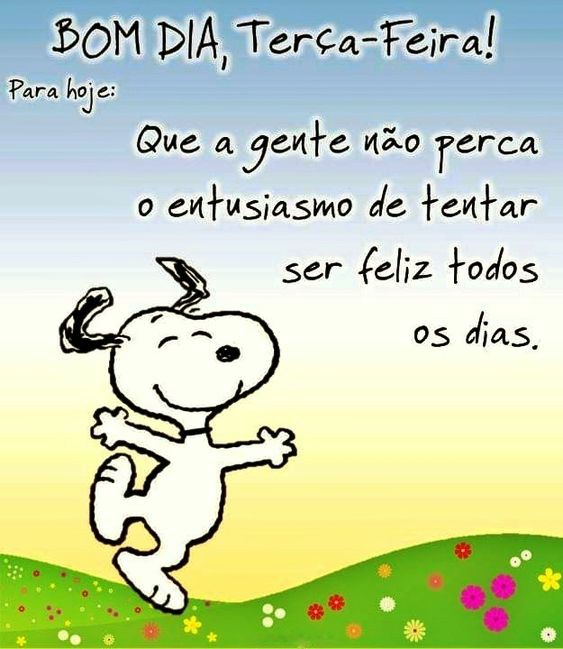 BOM DIA, Terça-Feira!
Para hoje:
Que a gente não perca
o entusiasmo de tentar
ser feliz todos
os dias.